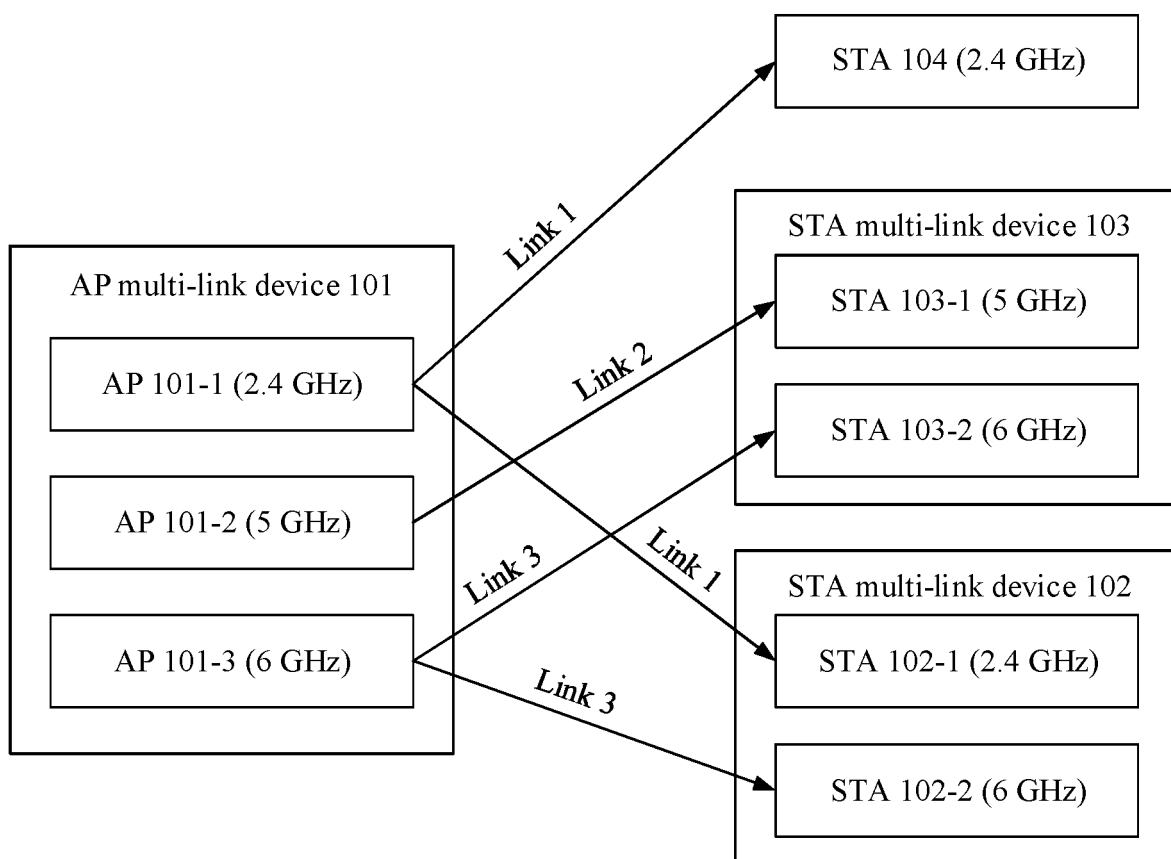 STA 104 (2.4 GHz)
Link 1
STA multi-link device 103
STA 103-1 (5 GHz)
STA 103-2 (6 GHz)
AP multi-link device 101
AP 101-1 (2.4 GHz)
AP 101-2 (5 GHz)
AP 101-3 (6 GHz)
Link 2
Link 3
Link 1
Link 3
STA multi-link device 102
STA 102-1 (2.4 GHz)
STA 102-2 (6 GHz)